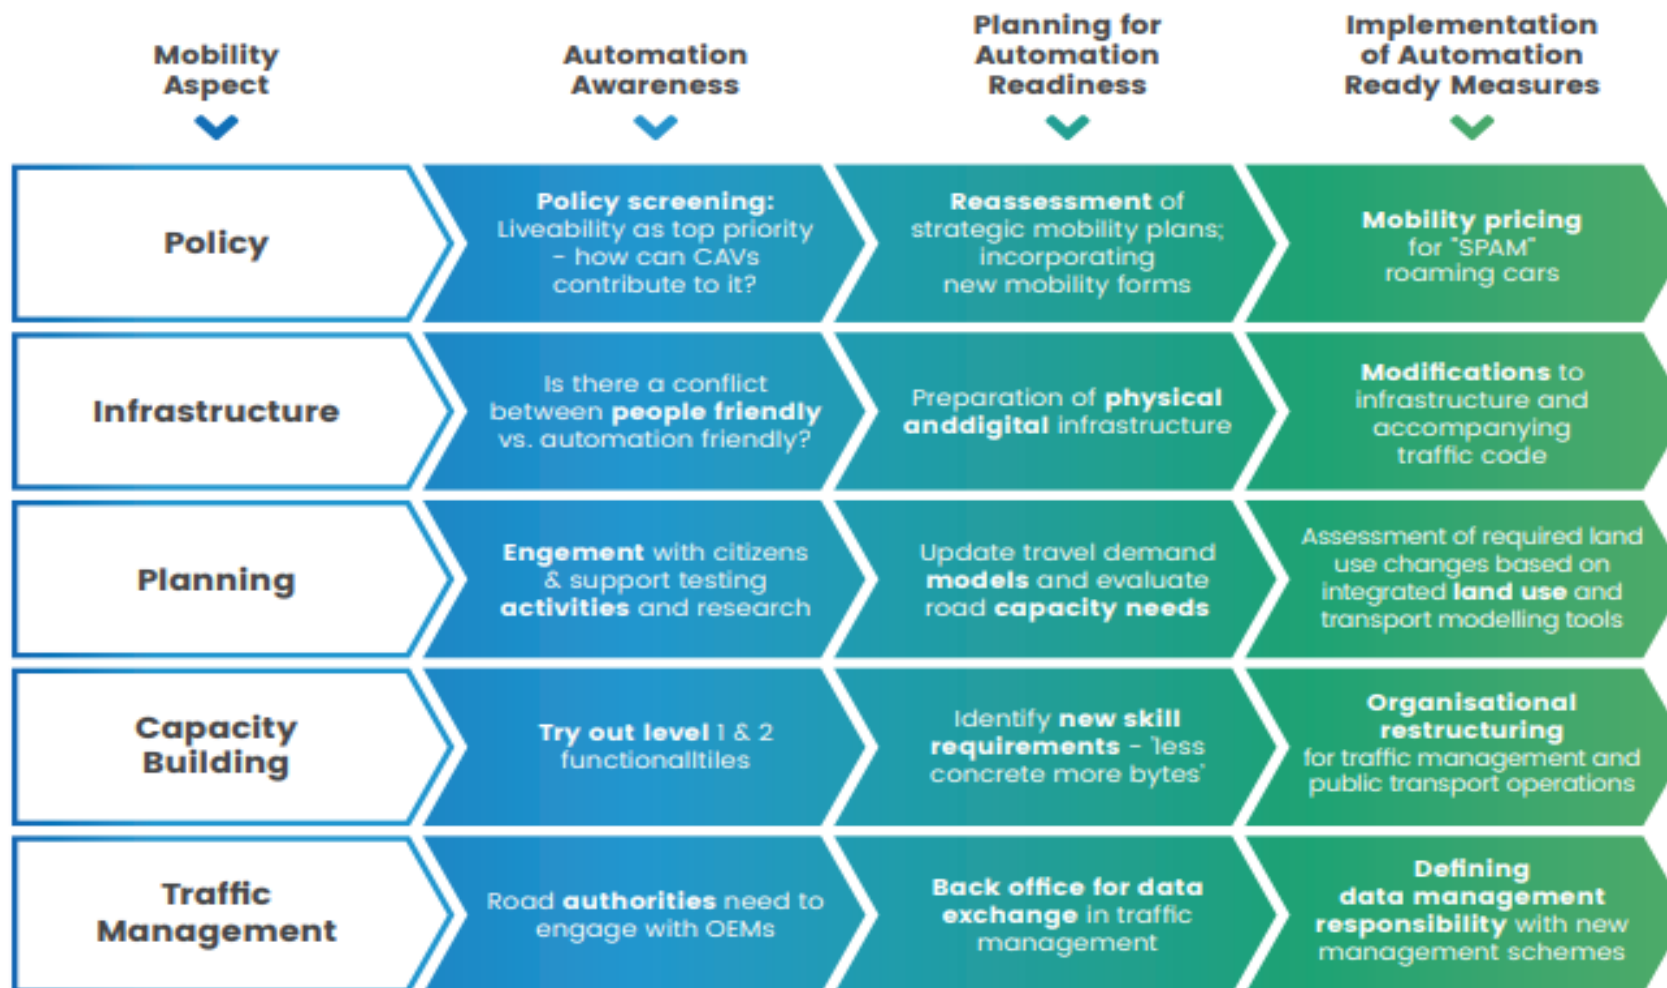 Mobility
Aspect
Automation
Awareness
Planning for
Automation
Readiness
Implementation
of Automation
Ready Measures
Policy
Policy screening:
Liveability as top priority
- how can CAVs
contribute to it?
Reassessment of
strategic mobility plans;
incorporating
new mobility forms
Mobility pricing
for "SPAM"
roaming cars
Infrastructure
Is there a conflict
between people friendly
vs. automation friendly?
Preparation of physical
anddigital infrastructure
Modifications to
infrastructure and
accompanying
traffic code
Planning
Engement with citizens
& support testing
activities and research
Update travel demand
models and evaluate
road capacity needs
Assessment of required land
use changes based on
integrated land use and
transport modelling tools
Capacity
Building
Try out level 1 & 2
functionalltiles
Identify new skill
requirements - 'less
concrete more bytes'
Organisational
restructuring
for traffic management and
public transport operations
Traffic
Management
Road authorities need to
engage with OEMs
Back office for data
exchange in traffic
management
Defining
data management
responsibility with new
management schemes